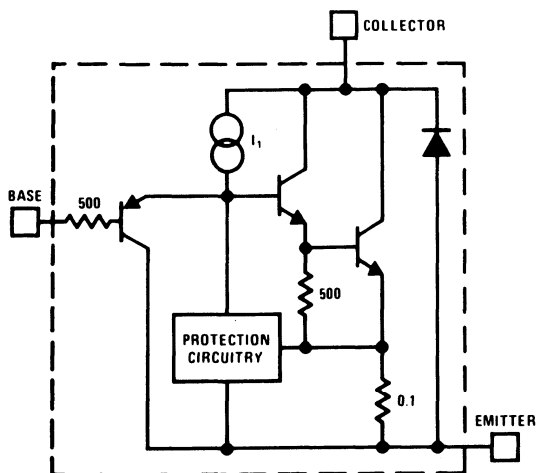 COLLECTOR
I₁
BASE
500
500
PROTECTION
CIRCUITRY
0.1
EMITTER